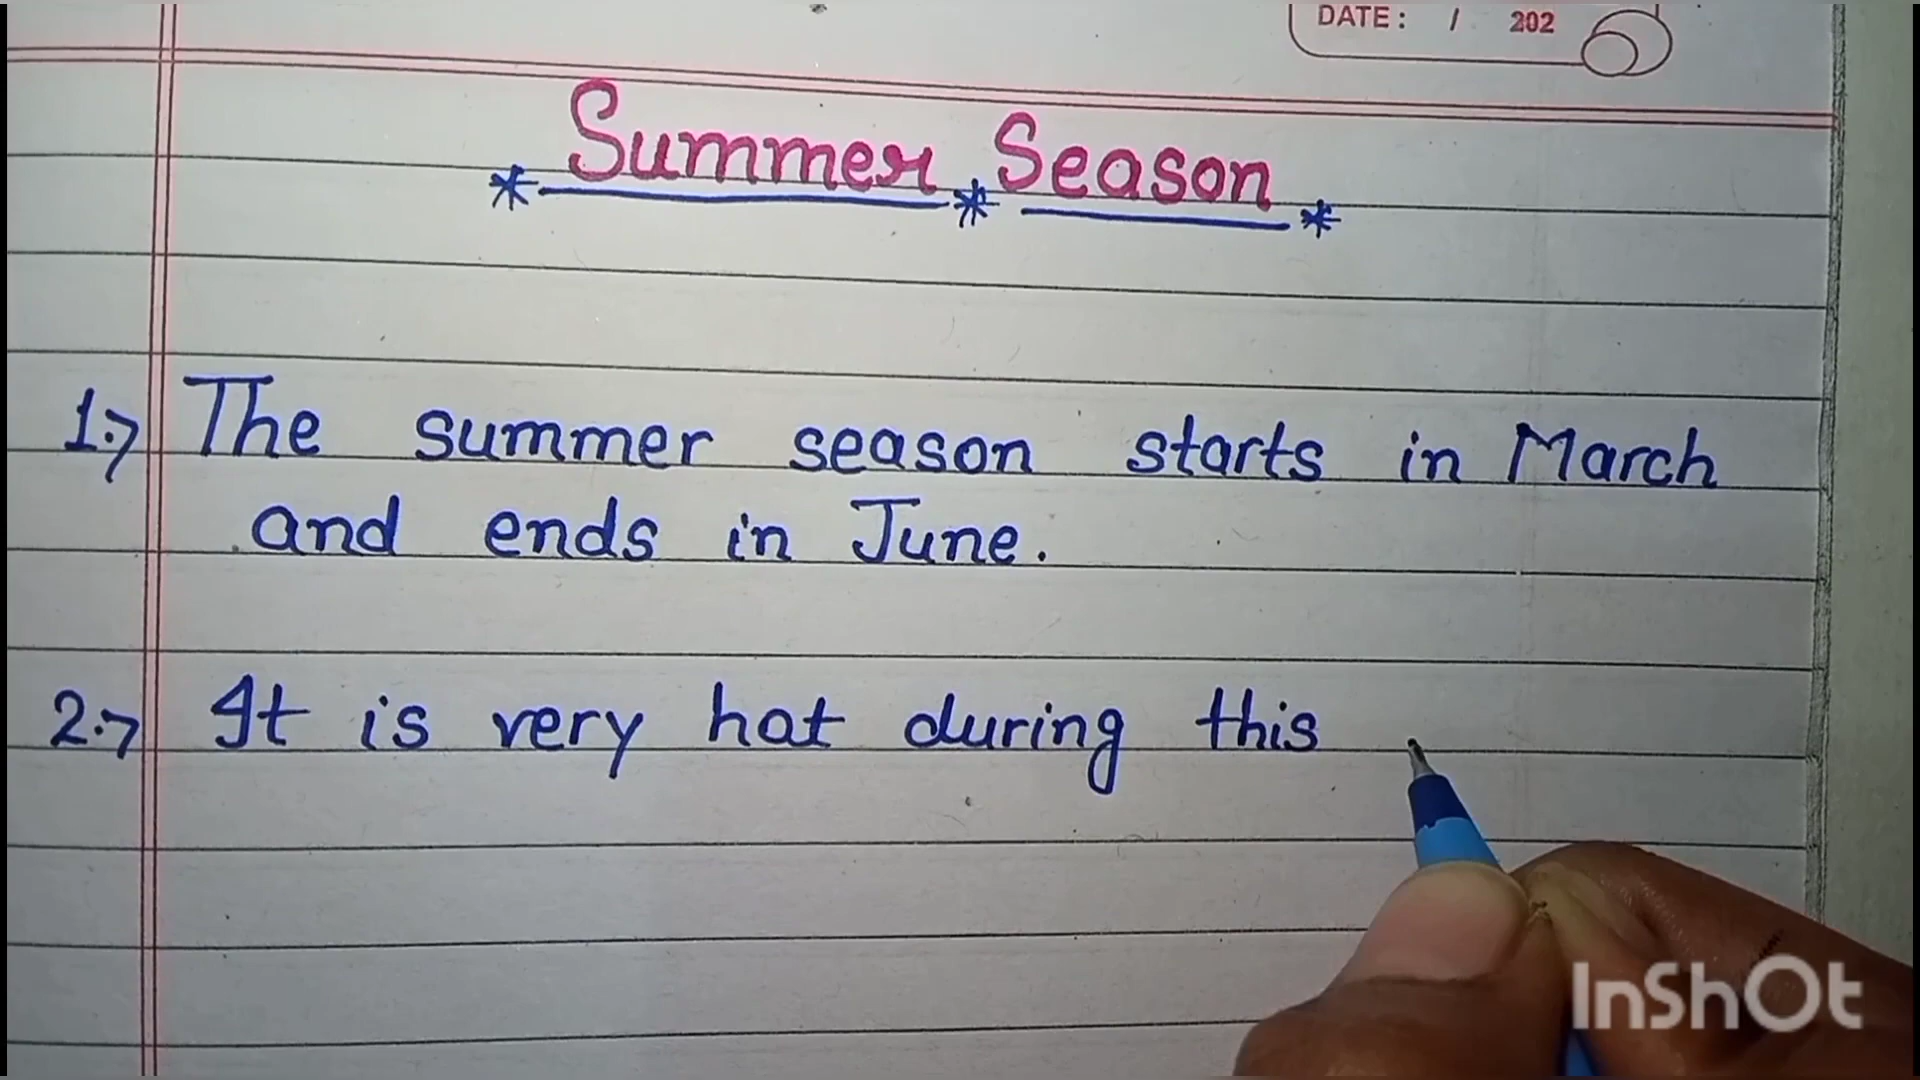 DATE: / 202
Summer Season
1.) The summer season starts in March
and ends in June.
2.) It is very hot during this
InShOt